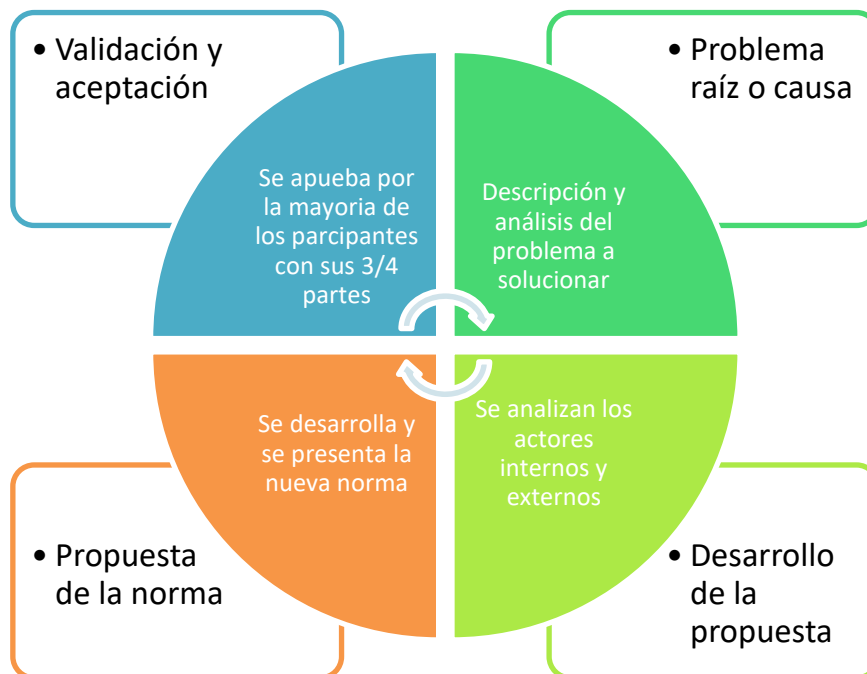 • Validación y
aceptación
• Problema
raíz o causa
Se apueba por
la mayoria de
los parcipantes
con sus 3/4
partes
Descripción y
análisis del
problema a
solucionar
Se desarrolla y
se presenta la
nueva norma
Se analizan los
actores
internos y
externos
• Propuesta
de la norma
• Desarrollo
de la
propuesta